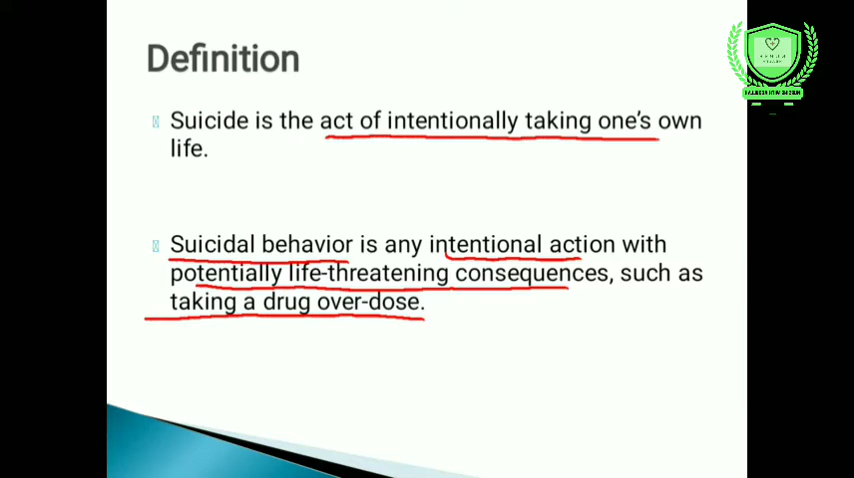 Definition
Suicide is the act of intentionally taking one's own
life.
Suicidal behavior is any intentional action with
potentially life-threatening consequences, such as
taking a drug over-dose.